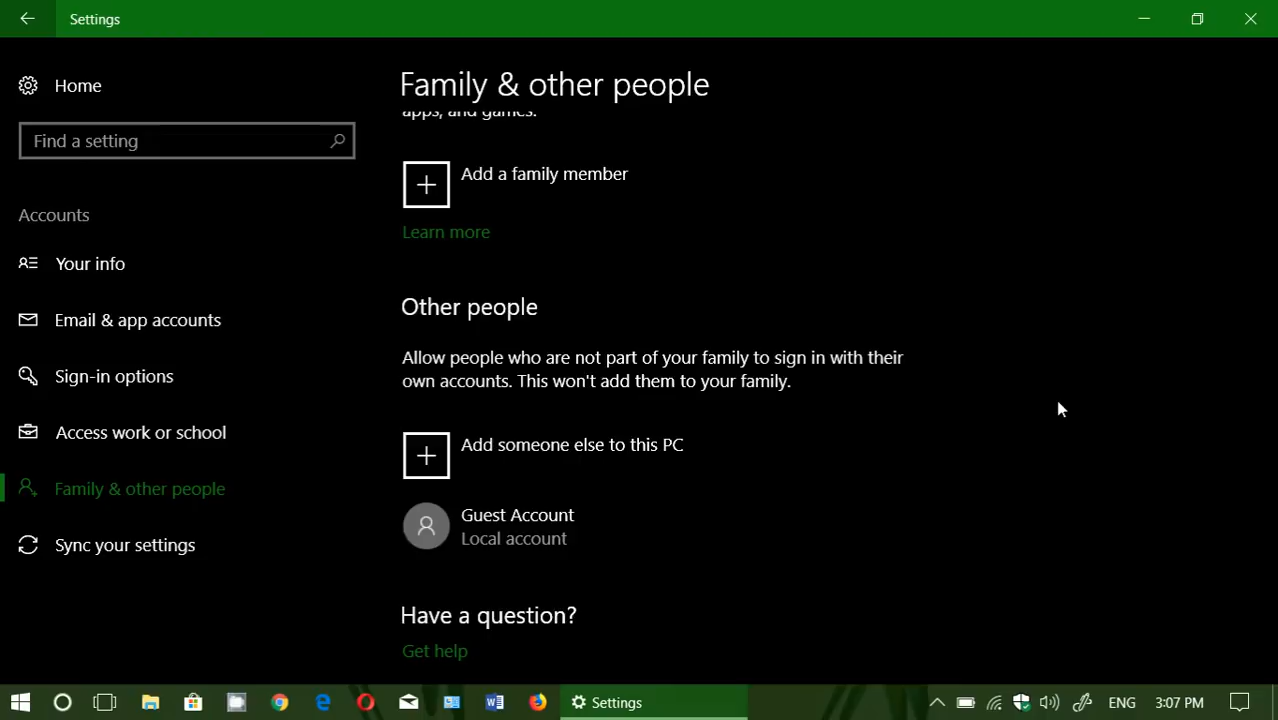 Settings
Home
Find a setting
Accounts
Your info
Email & app accounts
Sign-in options
Access work or school
Family & other people
Sync your settings
Family & other people
apps, and games.
Add a family member
Learn more
Other people
Allow people who are not part of your family to sign in with their
own accounts. This won't add them to your family.
Add someone else to this PC
Guest Account
Local account
Have a question?
Get help
Settings
ENG
3:07 PM